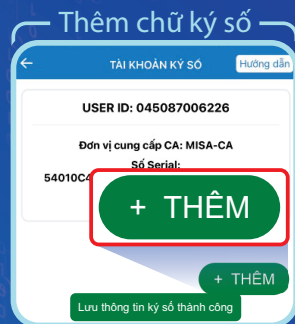 Thêm chữ ký số
TÀI KHOẢN KÝ SỐ
Hướng dẫn
USER ID: 045087006226
Đơn vị cung cấp CA: MISA-CA
Số Serial:
54010C4
+ THÊM
+ THÊM
Lưu thông tin ký số thành công